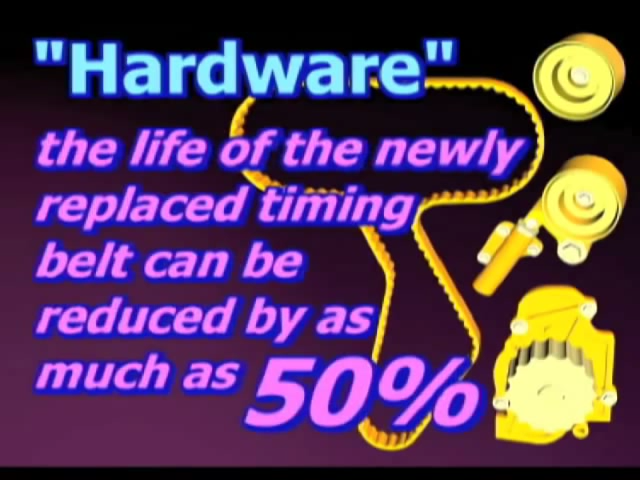 "Hardware"
the life of the newly
replaced timing
belt can be
reduced by as
much as 50%